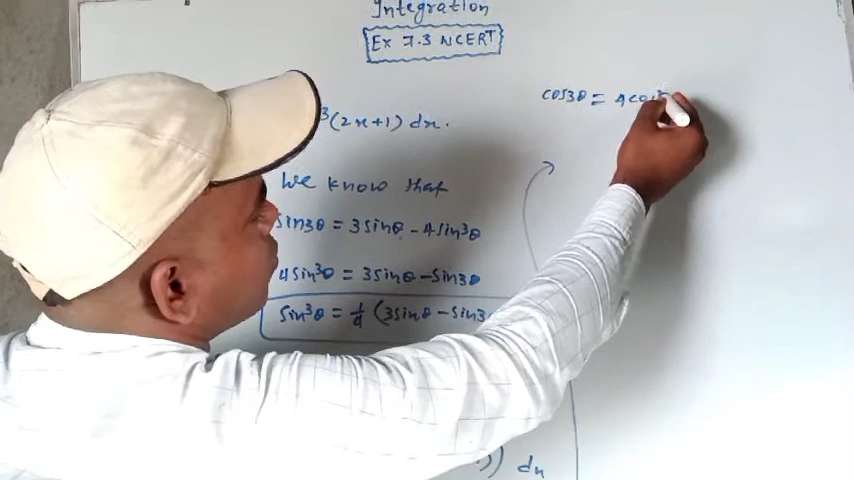 Integration
Ex 7.3 NCERT
³(2x+1) dx.
cos3θ = 4co
We know that
sin3θ = 3sinθ - 4sin³θ
4sin³θ = 3sinθ - sin3θ
sin³θ = 1/4 (3sinθ - sin3
)) dx